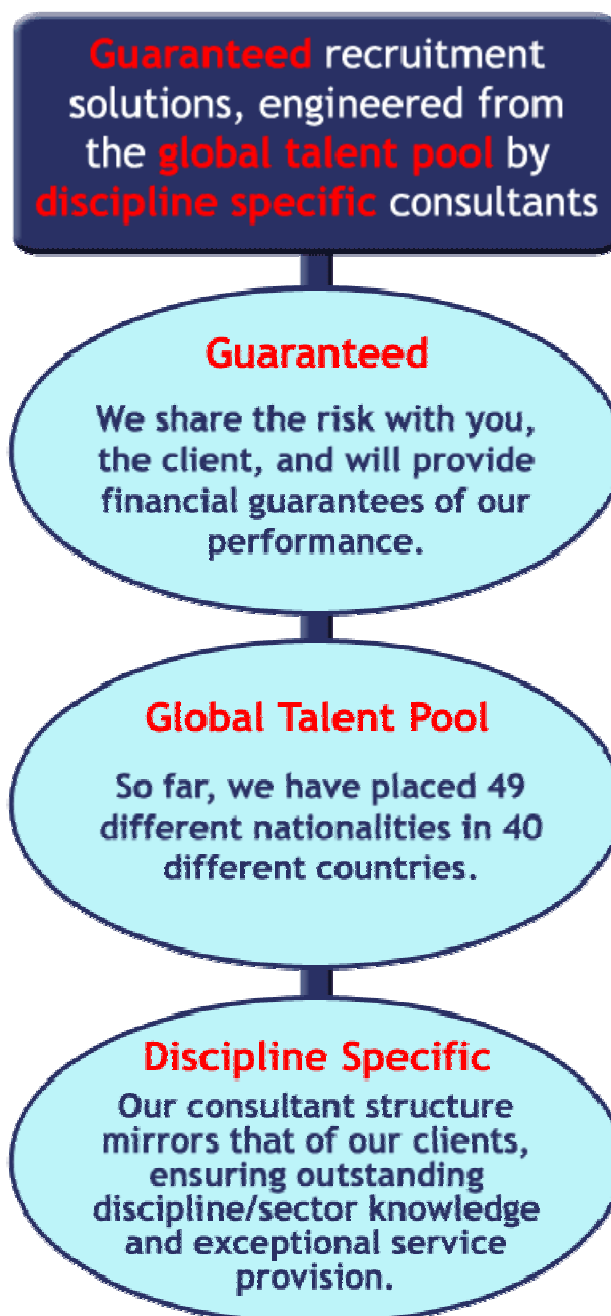 Guaranteed recruitment
solutions, engineered from
the global talent pool by
discipline specific consultants
Guaranteed
We share the risk with you,
the client, and will provide
financial guarantees of our
performance.
Global Talent Pool
So far, we have placed 49
different nationalities in 40
different countries.
Discipline Specific
Our consultant structure
mirrors that of our clients,
ensuring outstanding
discipline/sector knowledge
and exceptional service
provision.